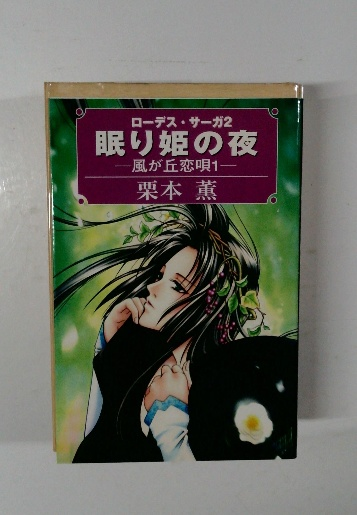 ローデス・サーガ2
眠り姫の夜
―風が丘恋唄1―
栗本 薫